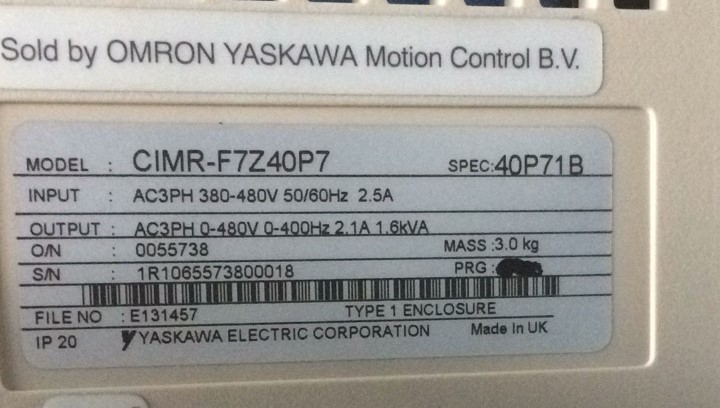 Sold by OMRON YASKAWA Motion Control B.V.
MODEL : CIMR-F7Z40P7 SPEC:40P71B
INPUT : AC3PH 380-480V 50/60Hz 2.5A
OUTPUT : AC3PH 0-480V 0-400Hz 2.1A 1.6kVA
O/N : 0055738 MASS :3.0 kg
S/N : 1R1065573800018 PRG :
FILE NO : E131457 TYPE 1 ENCLOSURE
IP 20 YASKAWA ELECTRIC CORPORATION Made In UK